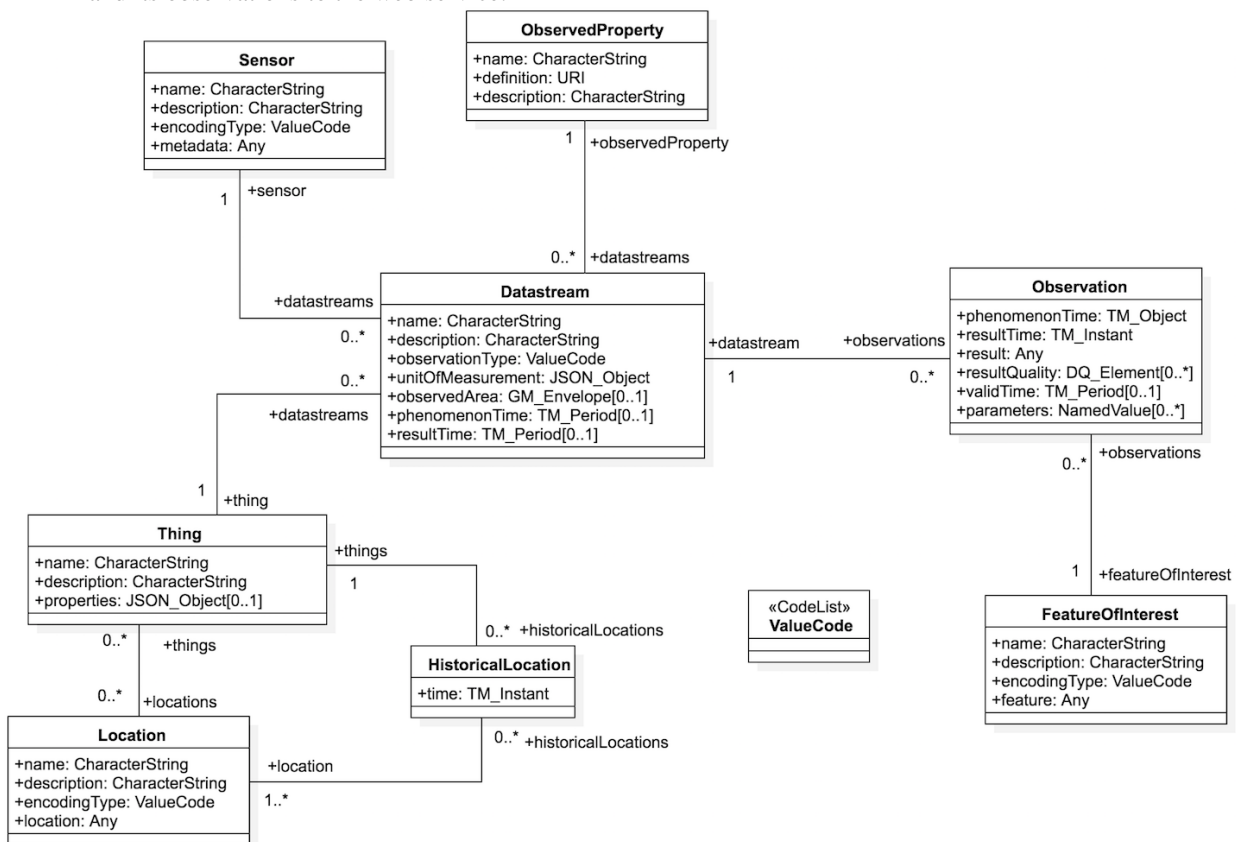 ObservedProperty
+name: CharacterString
+definition: URI
+description: CharacterString
Sensor
+name: CharacterString
+description: CharacterString
+encodingType: ValueCode
+metadata: Any
1
+observedProperty
1
+sensor
0..*
+datastreams
+datastreams
0..*
Datastream
+name: CharacterString
+description: CharacterString
+observationType: ValueCode
+unitOfMeasurement: JSON_Object
+observedArea: GM_Envelope[0..1]
+phenomenonTime: TM_Period[0..1]
+resultTime: TM_Period[0..1]
+datastream
1
+observations
0..*
Observation
+phenomenonTime: TM_Object
+resultTime: TM_Instant
+result: Any
+resultQuality: DQ_Element[0..*]
+validTime: TM_Period[0..1]
+parameters: NamedValue[0..*]
0..*
+datastreams
1
+thing
0..*
+observations
1
+featureOfInterest
Thing
+name: CharacterString
+description: CharacterString
+properties: JSON_Object[0..1]
+things
1
0..*
+historicalLocations
«CodeList»
ValueCode
FeatureOfInterest
+name: CharacterString
+description: CharacterString
+encodingType: ValueCode
+feature: Any
0..*
+things
0..*
+locations
HistoricalLocation
+time: TM_Instant
0..*
+historicalLocations
Location
+name: CharacterString
+description: CharacterString
+encodingType: ValueCode
+location: Any
+location
1..*